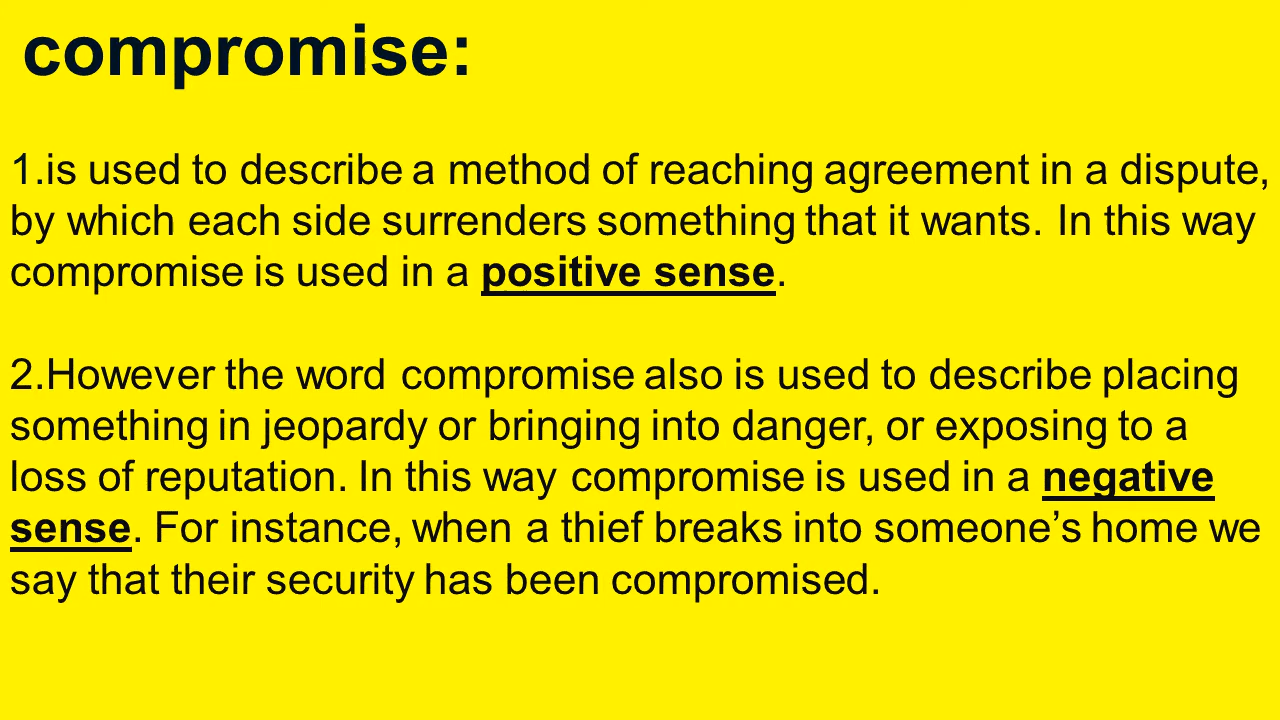 compromise:
1.is used to describe a method of reaching agreement in a dispute,
by which each side surrenders something that it wants. In this way
compromise is used in a positive sense.
2.However the word compromise also is used to describe placing
something in jeopardy or bringing into danger, or exposing to a
loss of reputation. In this way compromise is used in a negative
sense. For instance, when a thief breaks into someone’s home we
say that their security has been compromised.